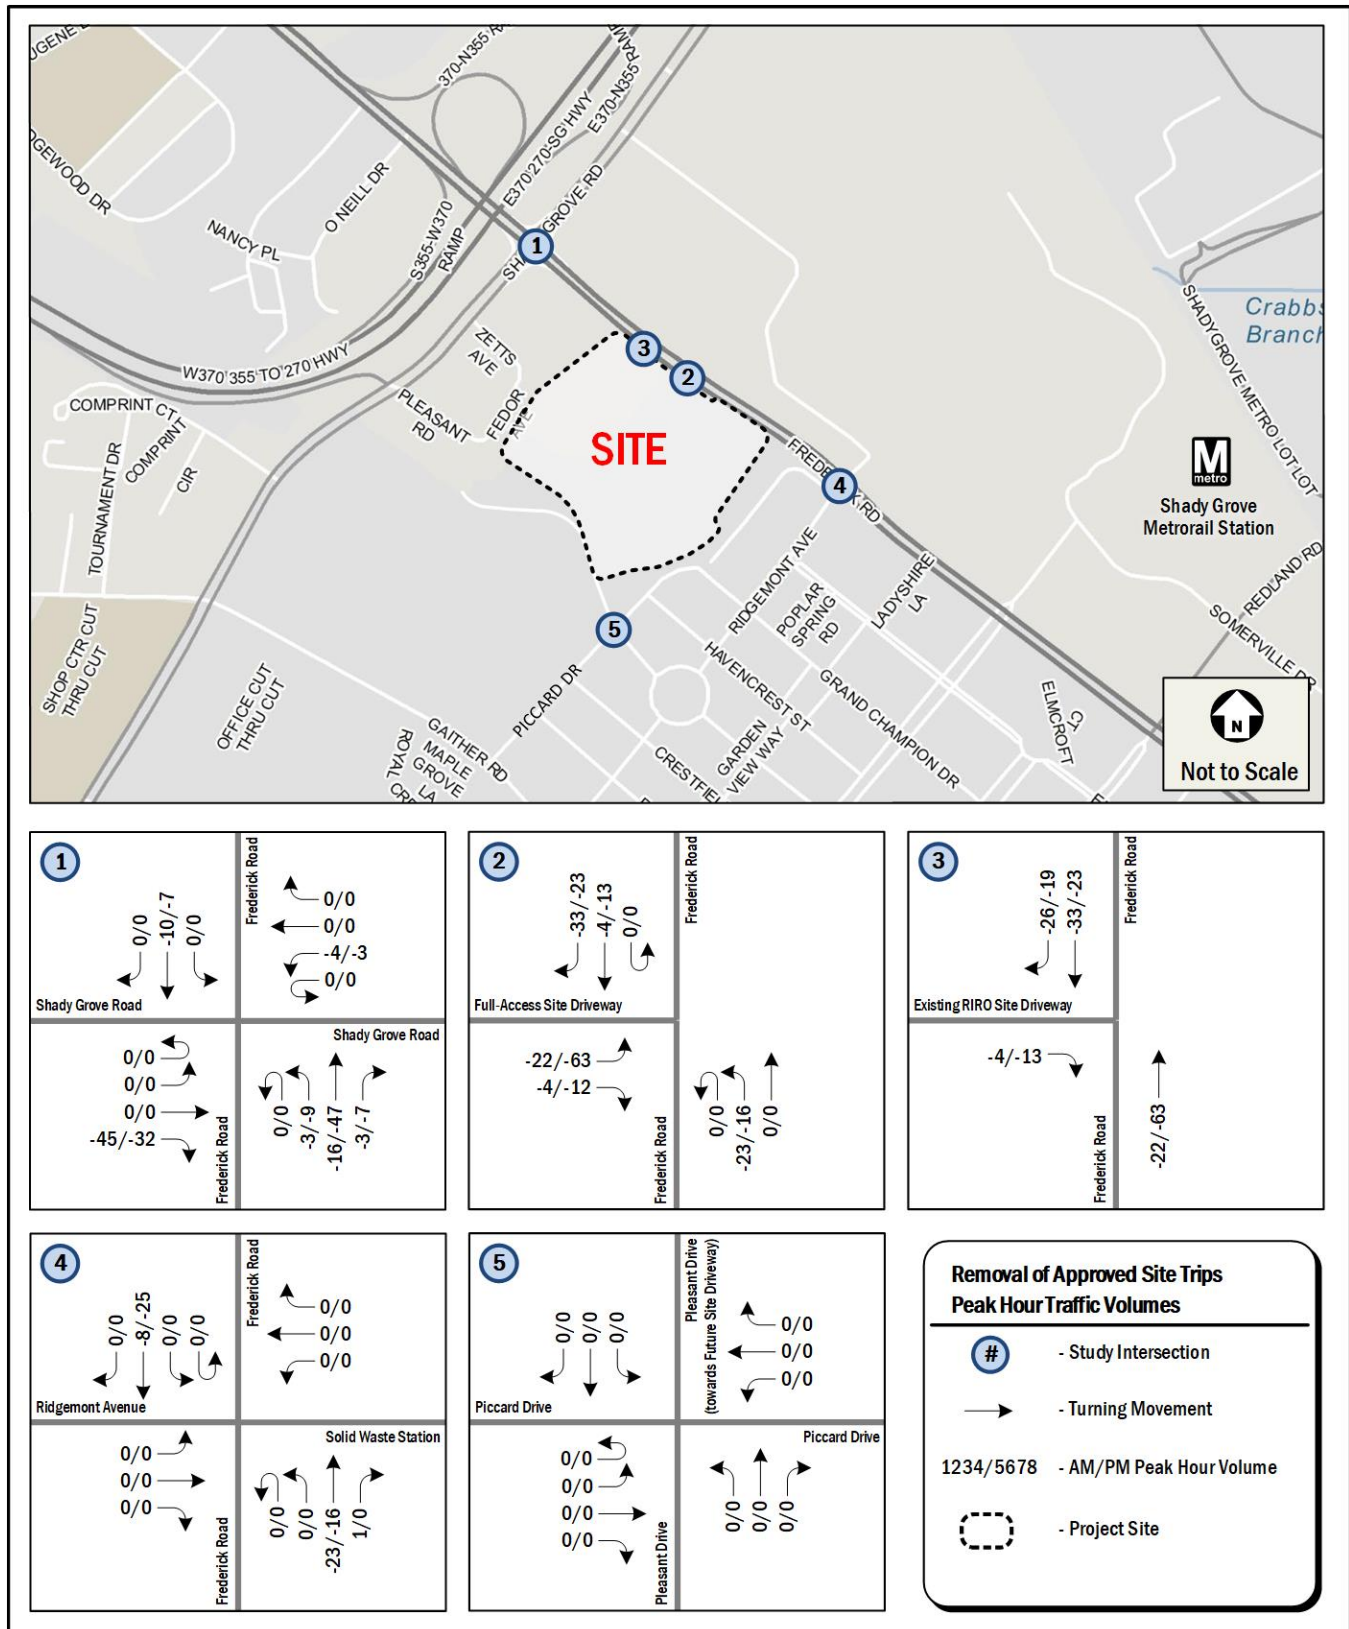 UGENE
370-N355 RA
RAMP
E370-N355
RAMP
E370 270-SG HWY
DGEWOOD DR
O NEILL DR
NANCY PL
S355-W370
RAMP
SHADY GROVE RD
1
W370 355 TO 270 HWY
ZETTS
AVE
3
2
SHADYGROVE METRO LOT LOT
Crabbs
Branch
COMPRINT CT
COMPRINT
CIR
TOURNAMENT DR
PLEASANT
RD
FEDOR
AVE
SITE
FREDERICK RD
4
M
metro
Shady Grove
Metrorail Station
RIDGEMONT AVE
POPLAR
SPRING
RD
LADYSHIRE
LA
REDLAND RD
SOMERVILLE DR
5
SHOP CTR CUT
THRU CUT
OFFICE CUT
THRU CUT
PICCARD DR
HAVENCREST ST
GRAND CHAMPION DR
GAITHER RD
MAPLE
GROVE
LA
ROYAL
CRE
CRESTFIEL
GARDEN
VIEW WAY
ELMCROFT
CT
N
Not to Scale
1
0/0
-10/-7
0/0
Frederick Road
0/0
0/0
-4/-3
0/0
Shady Grove Road
Shady Grove Road
0/0
0/0
0/0
-45/-32
Frederick Road
0/0
-3/-9
-16/-47
-3/-7
2
-33/-23
-4/-13
0/0
Frederick Road
Full-Access Site Driveway
-22/-63
-4/-12
Frederick Road
0/0
-23/-16
0/0
3
-26/-19
-33/-23
Frederick Road
Existing RIRO Site Driveway
-4/-13
Frederick Road
-22/-63
4
0/0
-8/-25
0/0
0/0
Frederick Road
0/0
0/0
0/0
Ridgemont Avenue
Solid Waste Station
0/0
0/0
0/0
Frederick Road
0/0
0/0
-23/-16
1/0
5
0/0
0/0
0/0
Pleasant Drive
(towards Future Site Driveway)
0/0
0/0
0/0
Piccard Drive
Piccard Drive
0/0
0/0
0/0
0/0
Pleasant Drive
0/0
0/0
0/0
Removal of Approved Site Trips
Peak Hour Traffic Volumes
# - Study Intersection
- Turning Movement
1234/5678 - AM/PM Peak Hour Volume
- Project Site